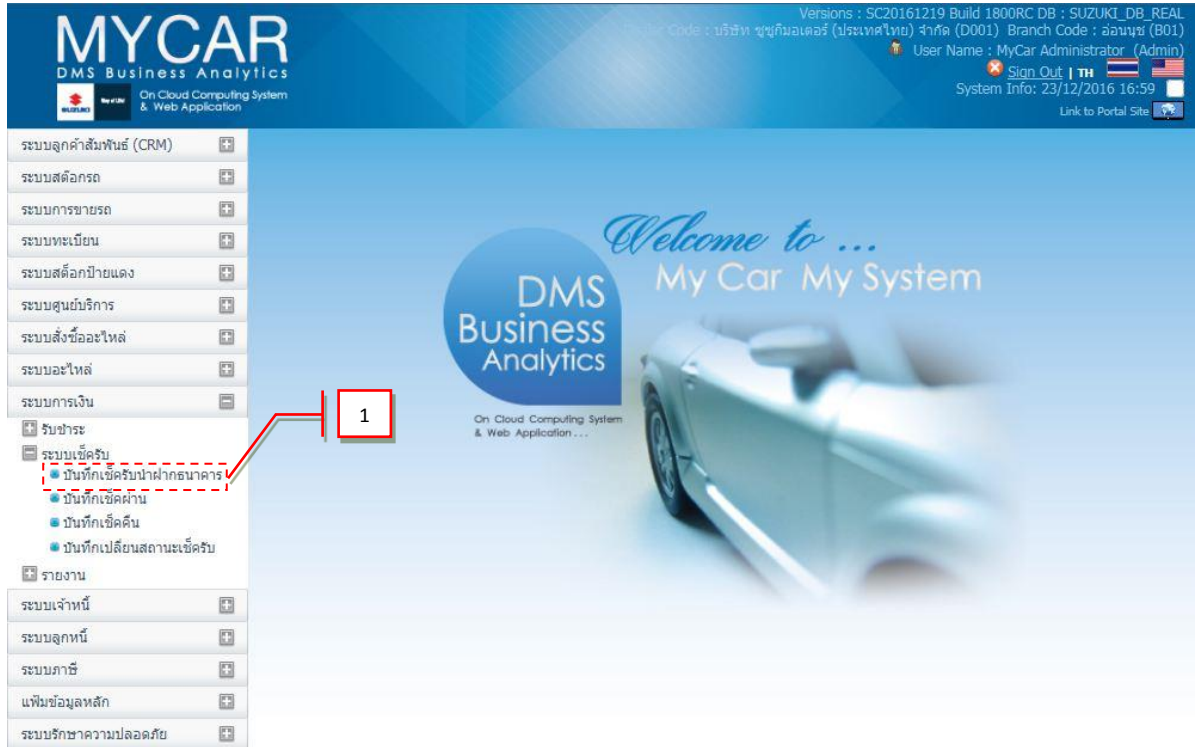 MYCAR
DMS Business Analytics
On Cloud Computing System
& Web Application
SUZUKI
Way of Life!
Versions : SC20161219 Build 1800RC DB : SUZUKI_DB_REAL
Code : บริษัท ซูซูกิมอเตอร์ (ประเทศไทย) จำกัด (D001) Branch Code : อ่อนนุช (B01)
User Name : MyCar Administrator (Admin)
Sign Out | TH
System Info: 23/12/2016 16:59
Link to Portal Site
ระบบลูกค้าสัมพันธ์ (CRM)
ระบบสต๊อกรถ
ระบบการขายรถ
ระบบทะเบียน
ระบบสต็อกป้ายแดง
ระบบศูนย์บริการ
ระบบสั่งซื้ออะไหล่
ระบบอะไหล่
ระบบการเงิน
รับชำระ
ระบบเช็ครับ
บันทึกเช็ครับนำฝากธนาคาร
บันทึกเช็คผ่าน
บันทึกเช็คคืน
บันทึกเปลี่ยนสถานะเช็ครับ
รายงาน
ระบบเจ้าหนี้
ระบบลูกหนี้
ระบบภาษี
แฟ้มข้อมูลหลัก
ระบบรักษาความปลอดภัย
1
Welcome to ...
My Car My System
DMS
Business
Analytics
On Cloud Computing System
& Web Application...